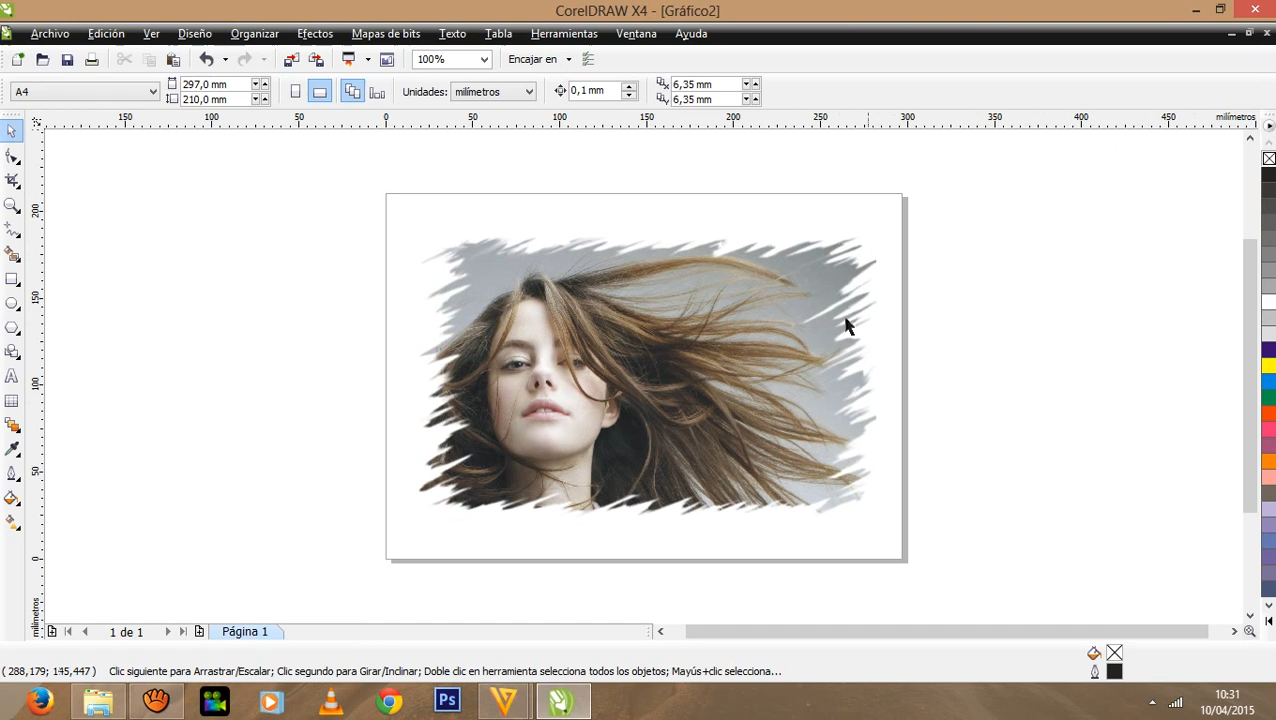 CorelDRAW X4 - [Gráfico2]
Archivo Edición Ver Diseño Organizar Efectos Mapas de bits Texto Tabla Herramientas Ventana Ayuda
100% Encajar en
A4 297,0 mm 210,0 mm Unidades: milímetros 0,1 mm 6,35 mm 6,35 mm
150 100 50 0 50 100 150 200 250 300 350 400 450 milímetros
200
150
100
50
0
milímetros
1 de 1 Página 1
( 288,179; 145,447 ) Clic siguiente para Arrastrar/Escalar; Clic segundo para Girar/Inclinar; Doble clic en herramienta selecciona todos los objetos; Mayús+clic selecciona...
Ps
10:31
10/04/2015